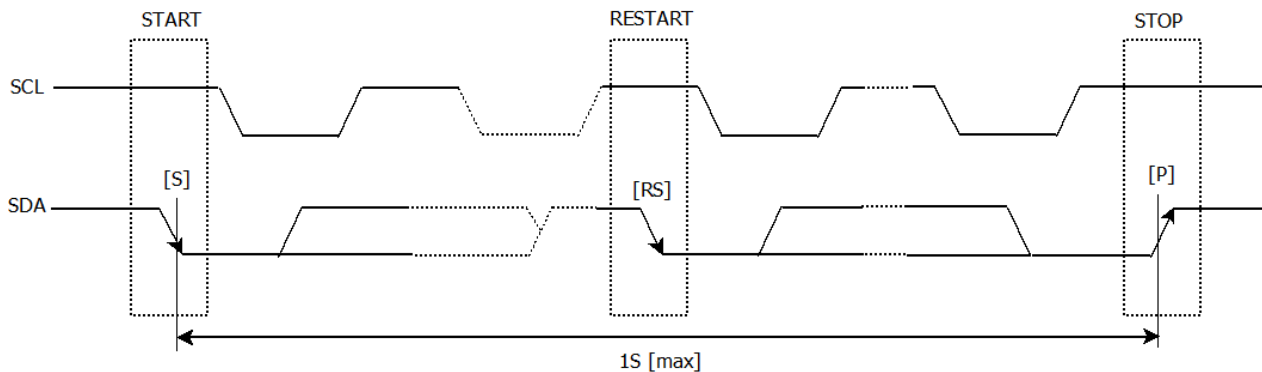 START RESTART STOP
SCL
[S] [RS] [P]
SDA
1S [max]